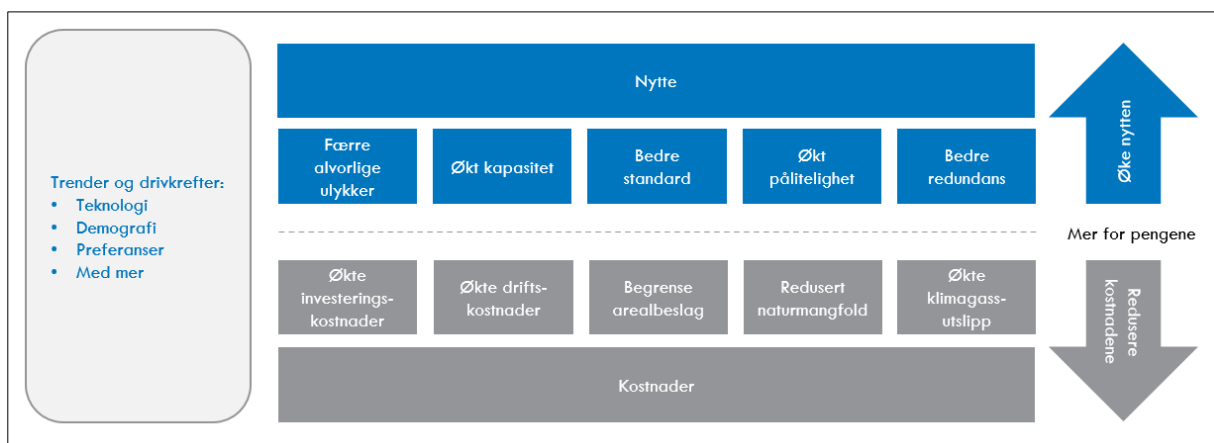 Trender og drivkrefter:
• Teknologi
• Demografi
• Preferanser
• Med mer
Nytte
Færre
alvorlige
ulykker
Økt kapasitet
Bedre
standard
Økt
pålitelighet
Bedre
redundans
Økte
investerings-
kostnader
Økte drifts-
kostnader
Begrense
arealbeslag
Redusert
naturmangfold
Økte
klimagass-
utslipp
Kostnader
Øke nytten
Mer for pengene
Redusere
kostnadene